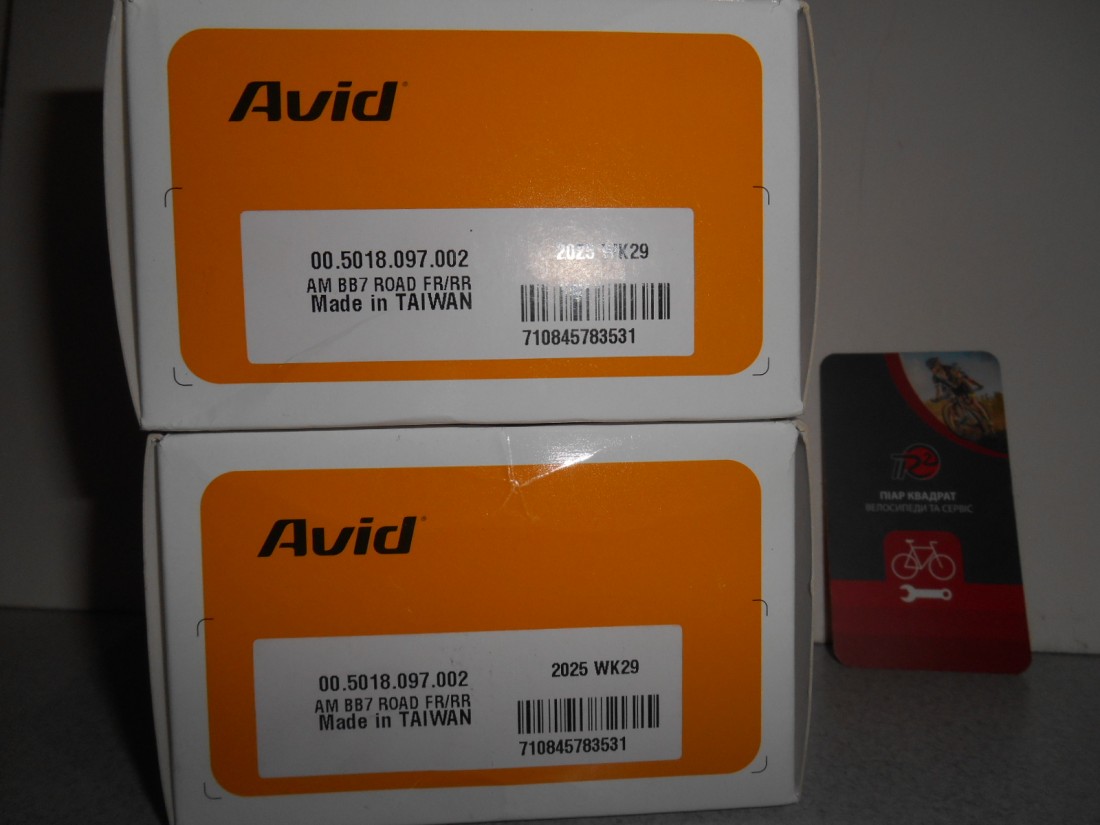 Avid
00.5018.097.002
AM BB7 ROAD FR/RR
Made in TAIWAN
2025 WK29
710845783531
Avid
00.5018.097.002
AM BB7 ROAD FR/RR
Made in TAIWAN
2025 WK29
710845783531
ПІАР КВАДРАТ
ВЕЛОСИПЕДИ ТА СЕРВІС